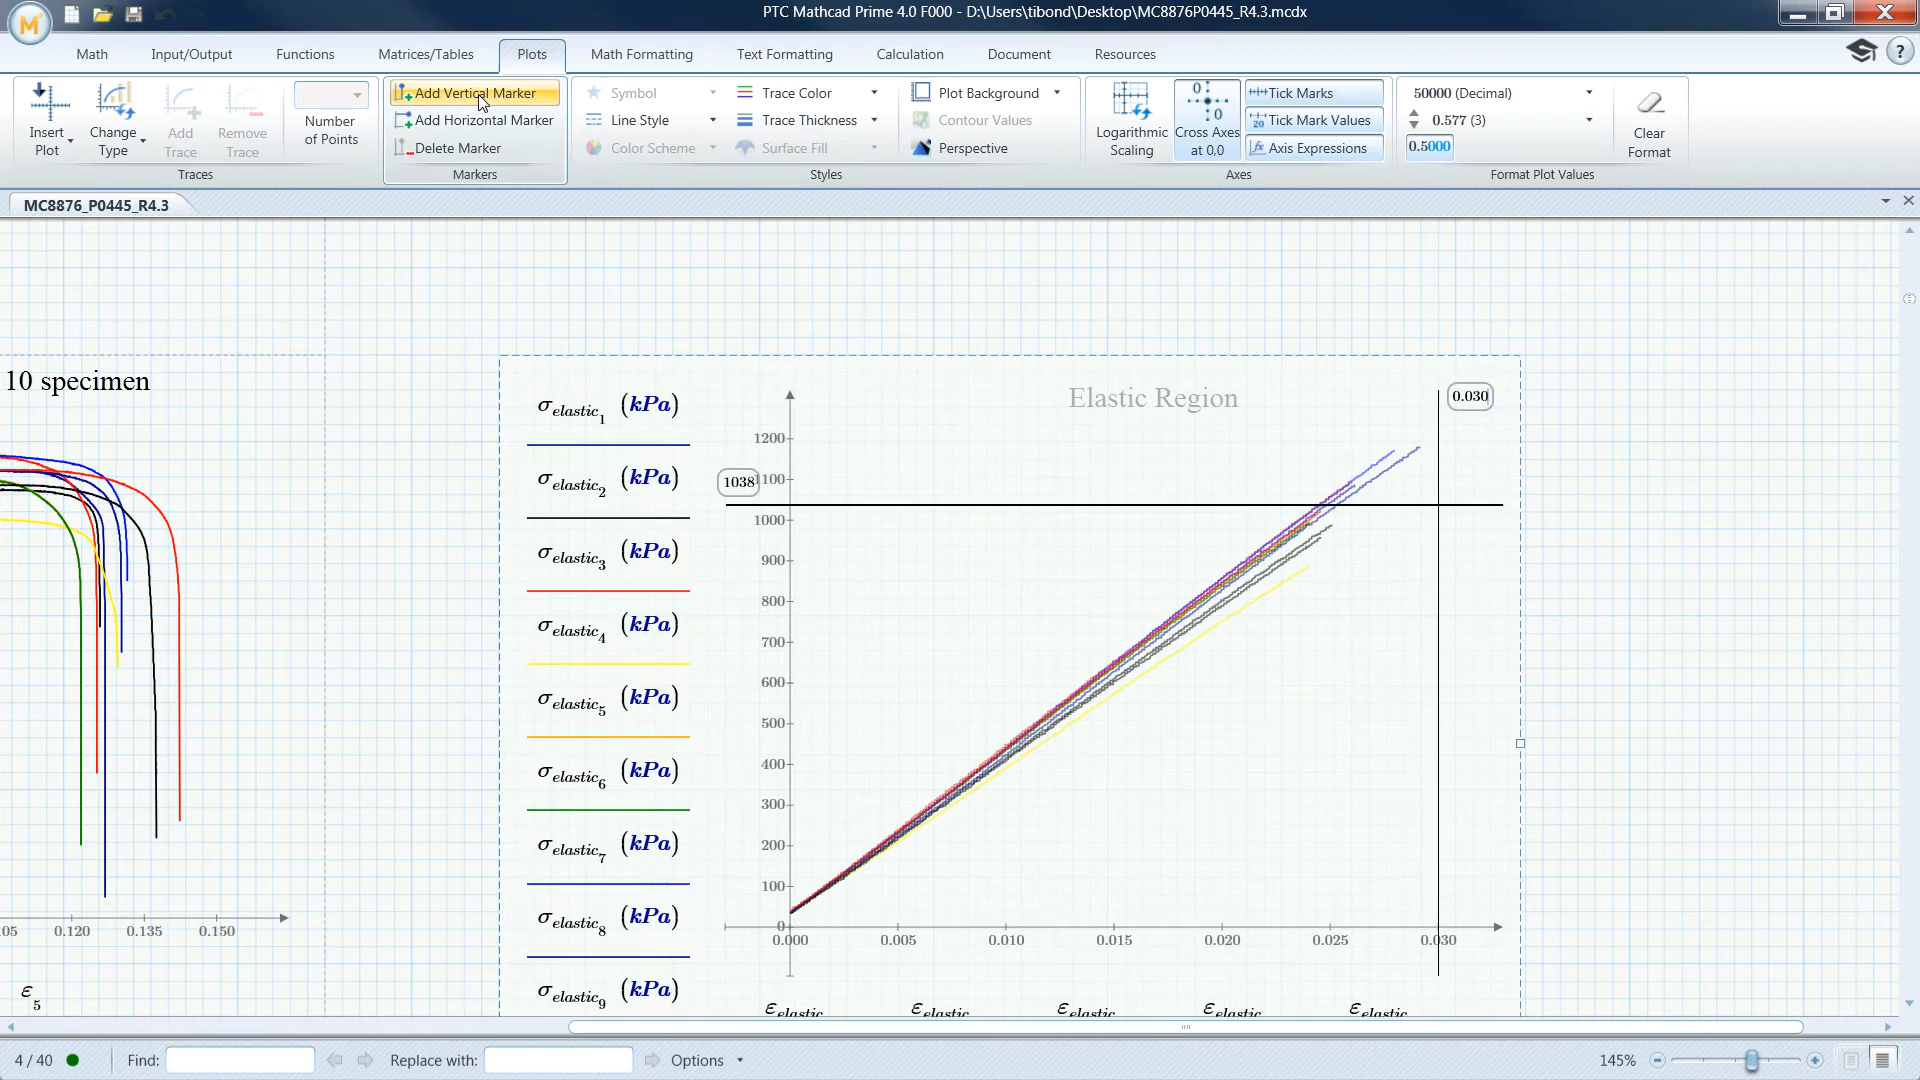 PTC Mathcad Prime 4.0 F000 - D:\Users\tibond\Desktop\MC8876P0445_R4.3.mcdx
Math Input/Output Functions Matrices/Tables Plots Math Formatting Text Formatting Calculation Document Resources
Insert Plot
Change Type
Add Trace
Remove Trace
Number of Points
Traces
Add Vertical Marker
Add Horizontal Marker
Delete Marker
Markers
Symbol
Line Style
Color Scheme
Trace Color
Trace Thickness
Surface Fill
Plot Background
Contour Values
Perspective
Styles
Logarithmic Scaling
Cross Axes at 0,0
Tick Marks
Tick Mark Values
Axis Expressions
Axes
50000 (Decimal)
0.577 (3)
0.5000
Format Plot Values
Clear Format
MC8876_P0445_R4.3
10 specimen
05 0.120 0.135 0.150
ε5
σelastic1 (kPa)
σelastic2 (kPa)
σelastic3 (kPa)
σelastic4 (kPa)
σelastic5 (kPa)
σelastic6 (kPa)
σelastic7 (kPa)
σelastic8 (kPa)
σelastic9 (kPa)
Elastic Region
0.030
1038
1200
1100
1000
900
800
700
600
500
400
300
200
100
0
0.000 0.005 0.010 0.015 0.020 0.025 0.030
εelastic εelastic εelastic εelastic εelastic
4 / 40 Find: Replace with: Options 145%